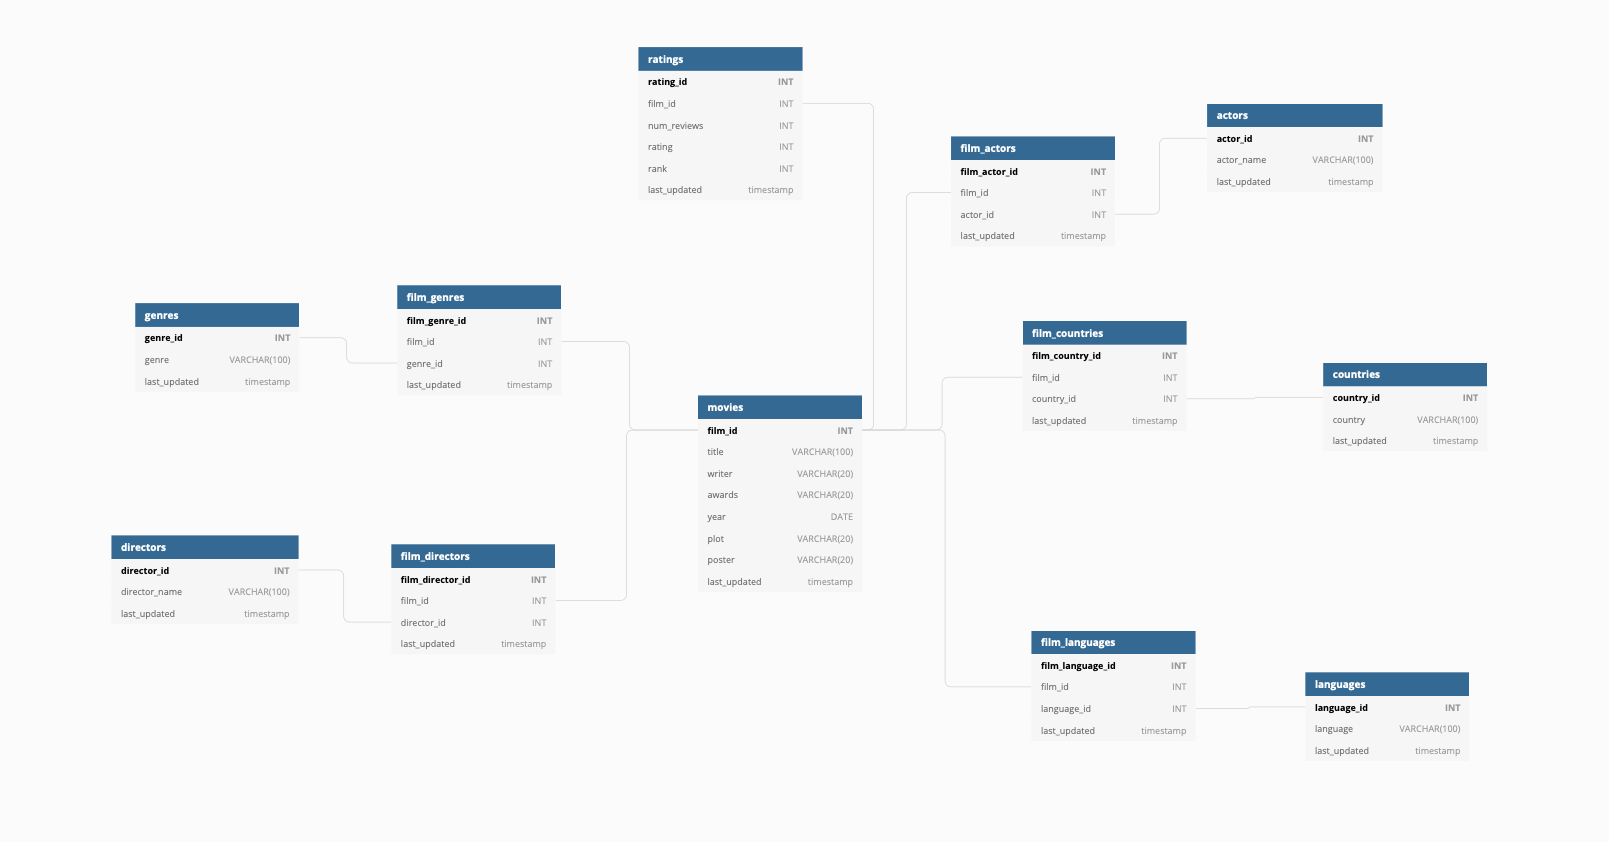 ratings
rating_id INT
film_id INT
num_reviews INT
rating INT
rank INT
last_updated timestamp
actors
actor_id INT
actor_name VARCHAR(100)
last_updated timestamp
film_actors
film_actor_id INT
film_id INT
actor_id INT
last_updated timestamp
film_genres
film_genre_id INT
film_id INT
genre_id INT
last_updated timestamp
genres
genre_id INT
genre VARCHAR(100)
last_updated timestamp
film_countries
film_country_id INT
film_id INT
country_id INT
last_updated timestamp
countries
country_id INT
country VARCHAR(100)
last_updated timestamp
movies
film_id INT
title VARCHAR(100)
writer VARCHAR(20)
awards VARCHAR(20)
year DATE
plot VARCHAR(20)
poster VARCHAR(20)
last_updated timestamp
directors
director_id INT
director_name VARCHAR(100)
last_updated timestamp
film_directors
film_director_id INT
film_id INT
director_id INT
last_updated timestamp
film_languages
film_language_id INT
film_id INT
language_id INT
last_updated timestamp
languages
language_id INT
language VARCHAR(100)
last_updated timestamp